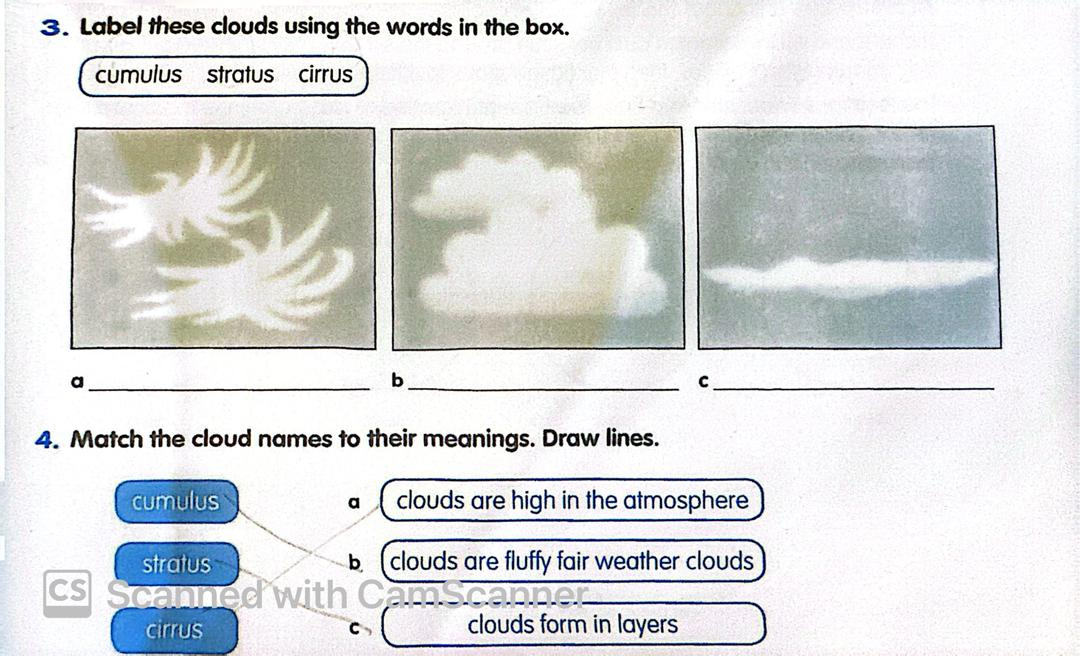 3. Label these clouds using the words in the box.
cumulus stratus cirrus
a
b
c
4. Match the cloud names to their meanings. Draw lines.
cumulus
a clouds are high in the atmosphere
stratus
b. clouds are fluffy fair weather clouds
CS Scanned with CamScanner
cirrus
c clouds form in layers